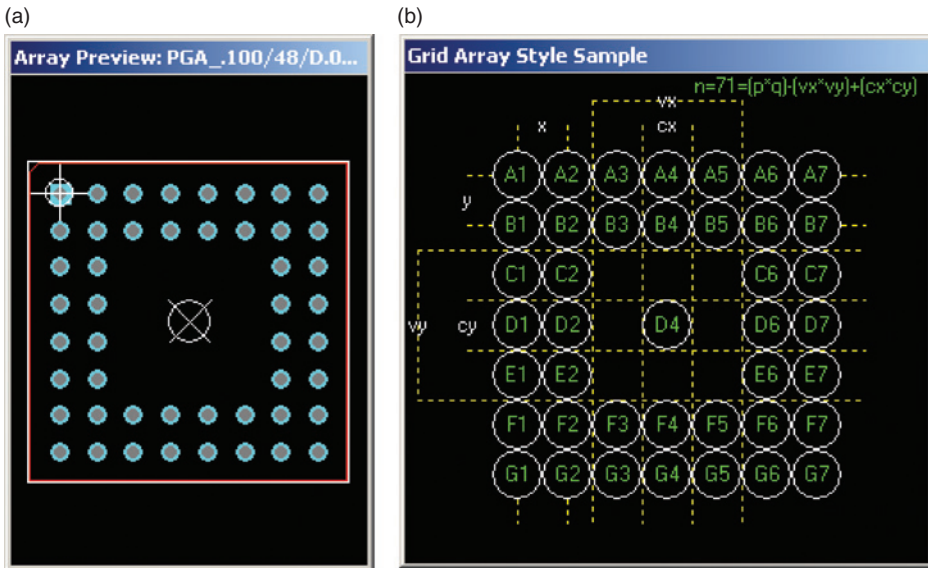 (a)
Array Preview: PGA_.100/48/D.0...
(b)
Grid Array Style Sample
n=71=(p*q)-(vx*vy)+(cx*cy)
vx
x cx
A1 A2 A3 A4 A5 A6 A7
y
B1 B2 B3 B4 B5 B6 B7
C1 C2 C6 C7
vy cy D1 D2 D4 D6 D7
E1 E2 E6 E7
F1 F2 F3 F4 F5 F6 F7
G1 G2 G3 G4 G5 G6 G7